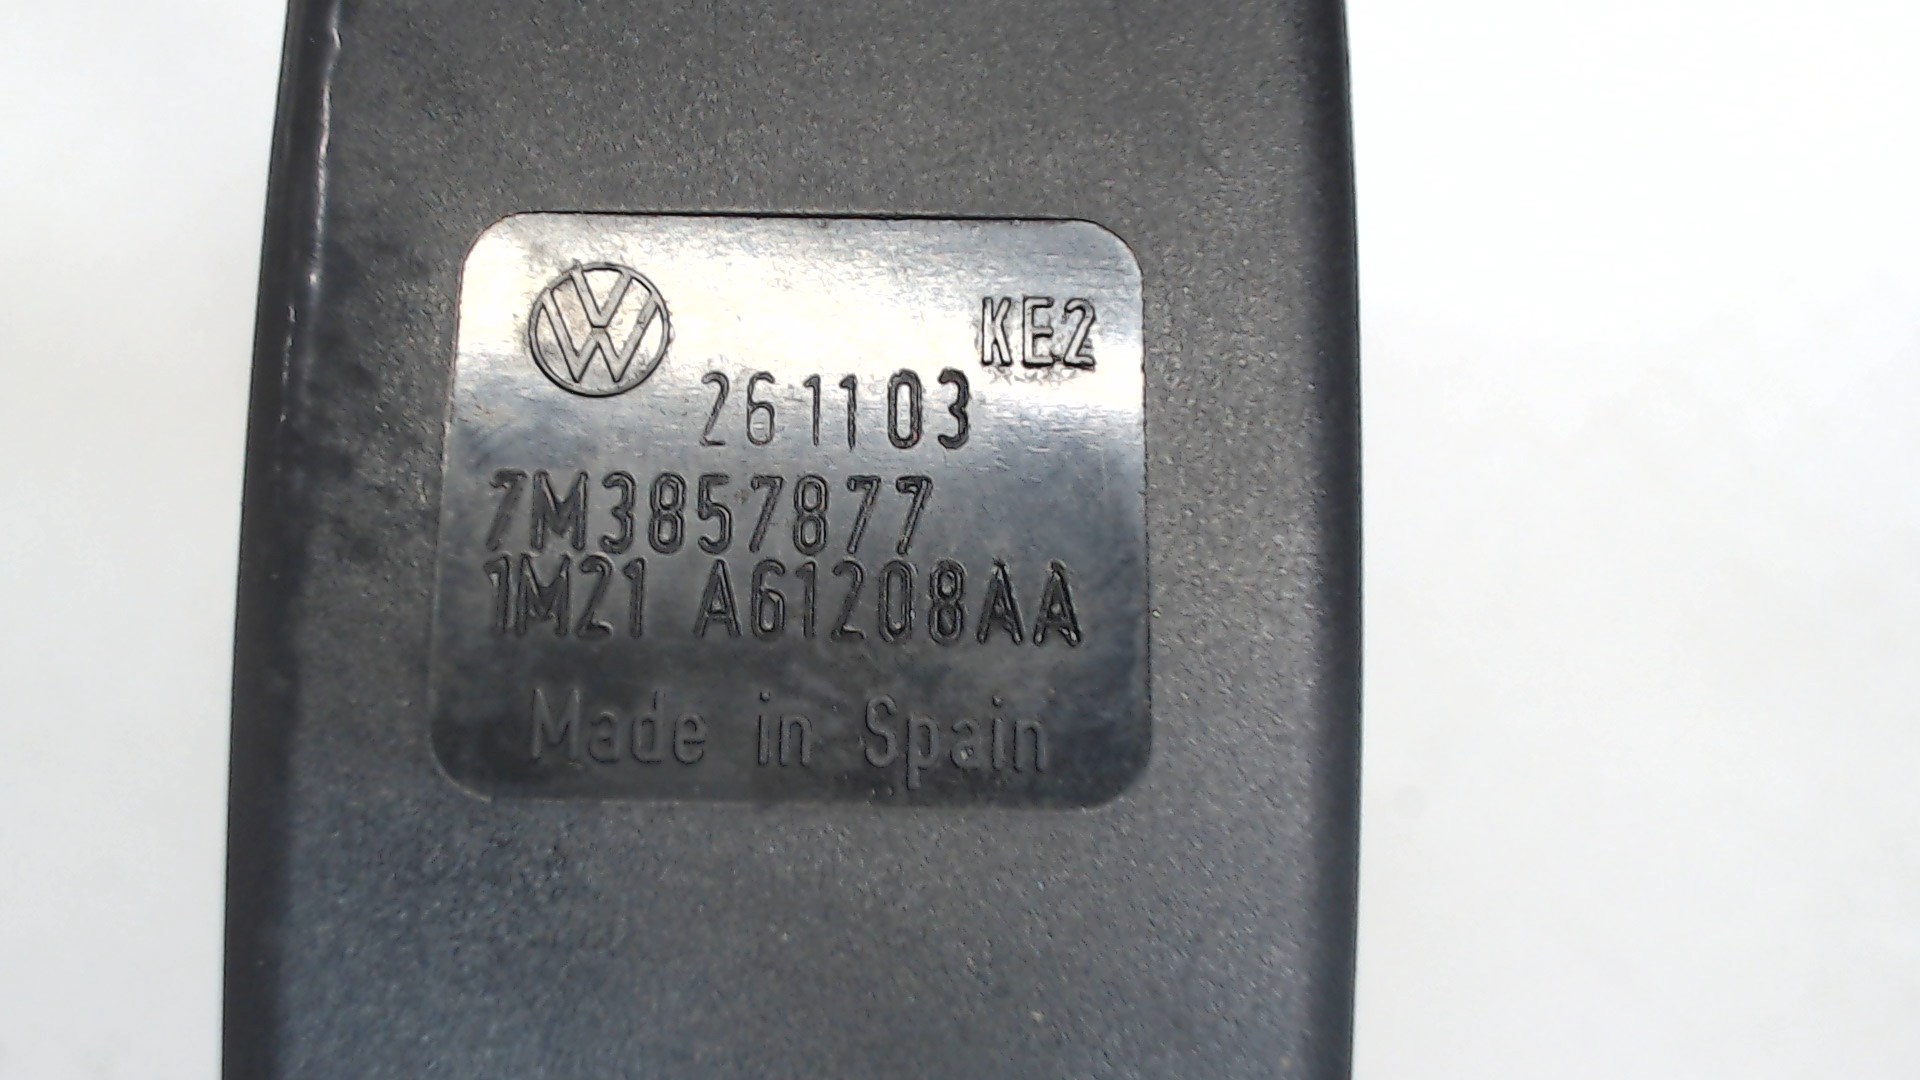 KE2
261103
7M3857877
1M21 A61208AA
Made in Spain